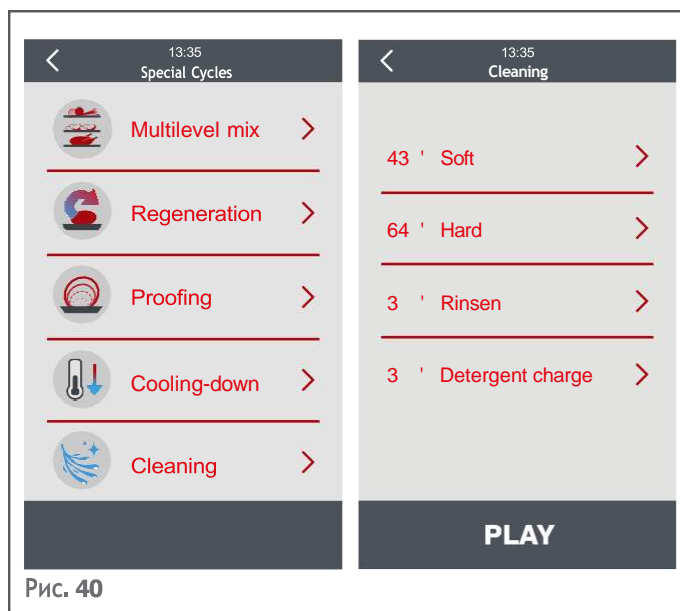 13:35
Special Cycles
Multilevel mix
Regeneration
Proofing
Cooling-down
Cleaning
13:35
Cleaning
43 ' Soft
64 ' Hard
3 ' Rinsen
3 ' Detergent charge
PLAY
Рис. 40